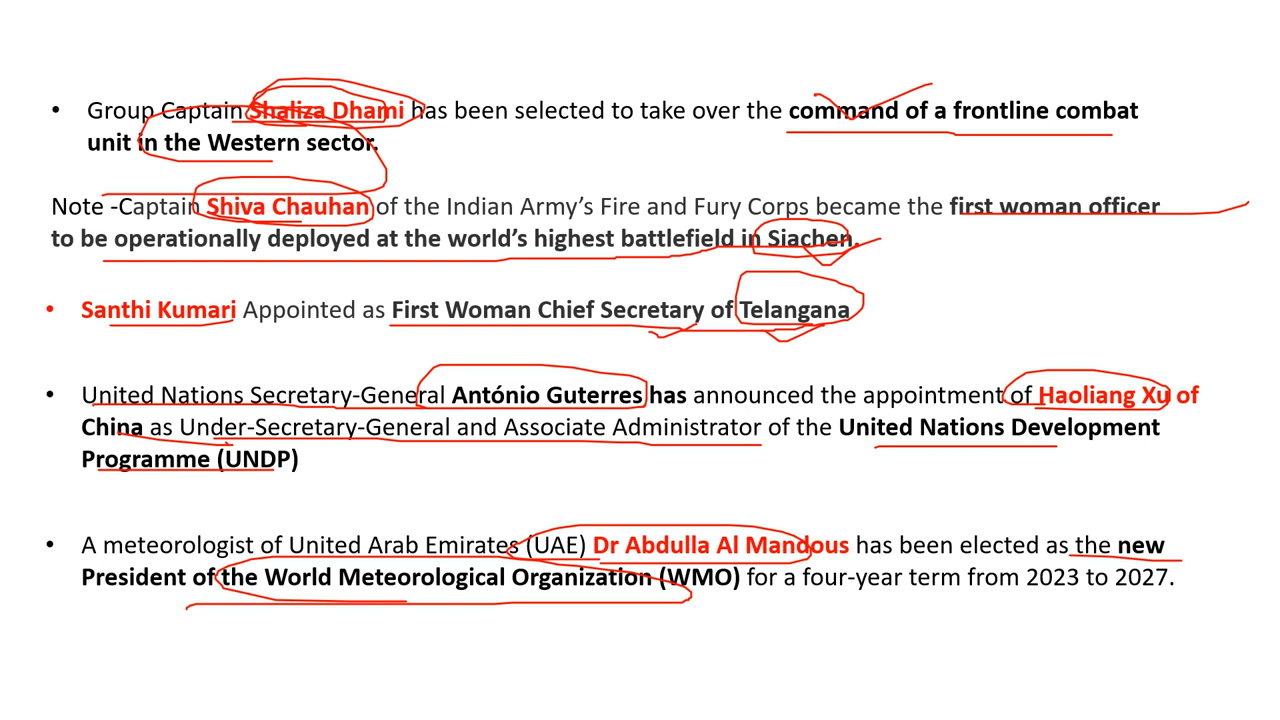 • Group Captain Shaliza Dhami has been selected to take over the command of a frontline combat
unit in the Western sector.
Note -Captain Shiva Chauhan of the Indian Army’s Fire and Fury Corps became the first woman officer
to be operationally deployed at the world’s highest battlefield in Siachen.
• Santhi Kumari Appointed as First Woman Chief Secretary of Telangana
• United Nations Secretary-General António Guterres has announced the appointment of Haoliang Xu of
China as Under-Secretary-General and Associate Administrator of the United Nations Development
Programme (UNDP)
• A meteorologist of United Arab Emirates (UAE) Dr Abdulla Al Mandous has been elected as the new
President of the World Meteorological Organization (WMO) for a four-year term from 2023 to 2027.